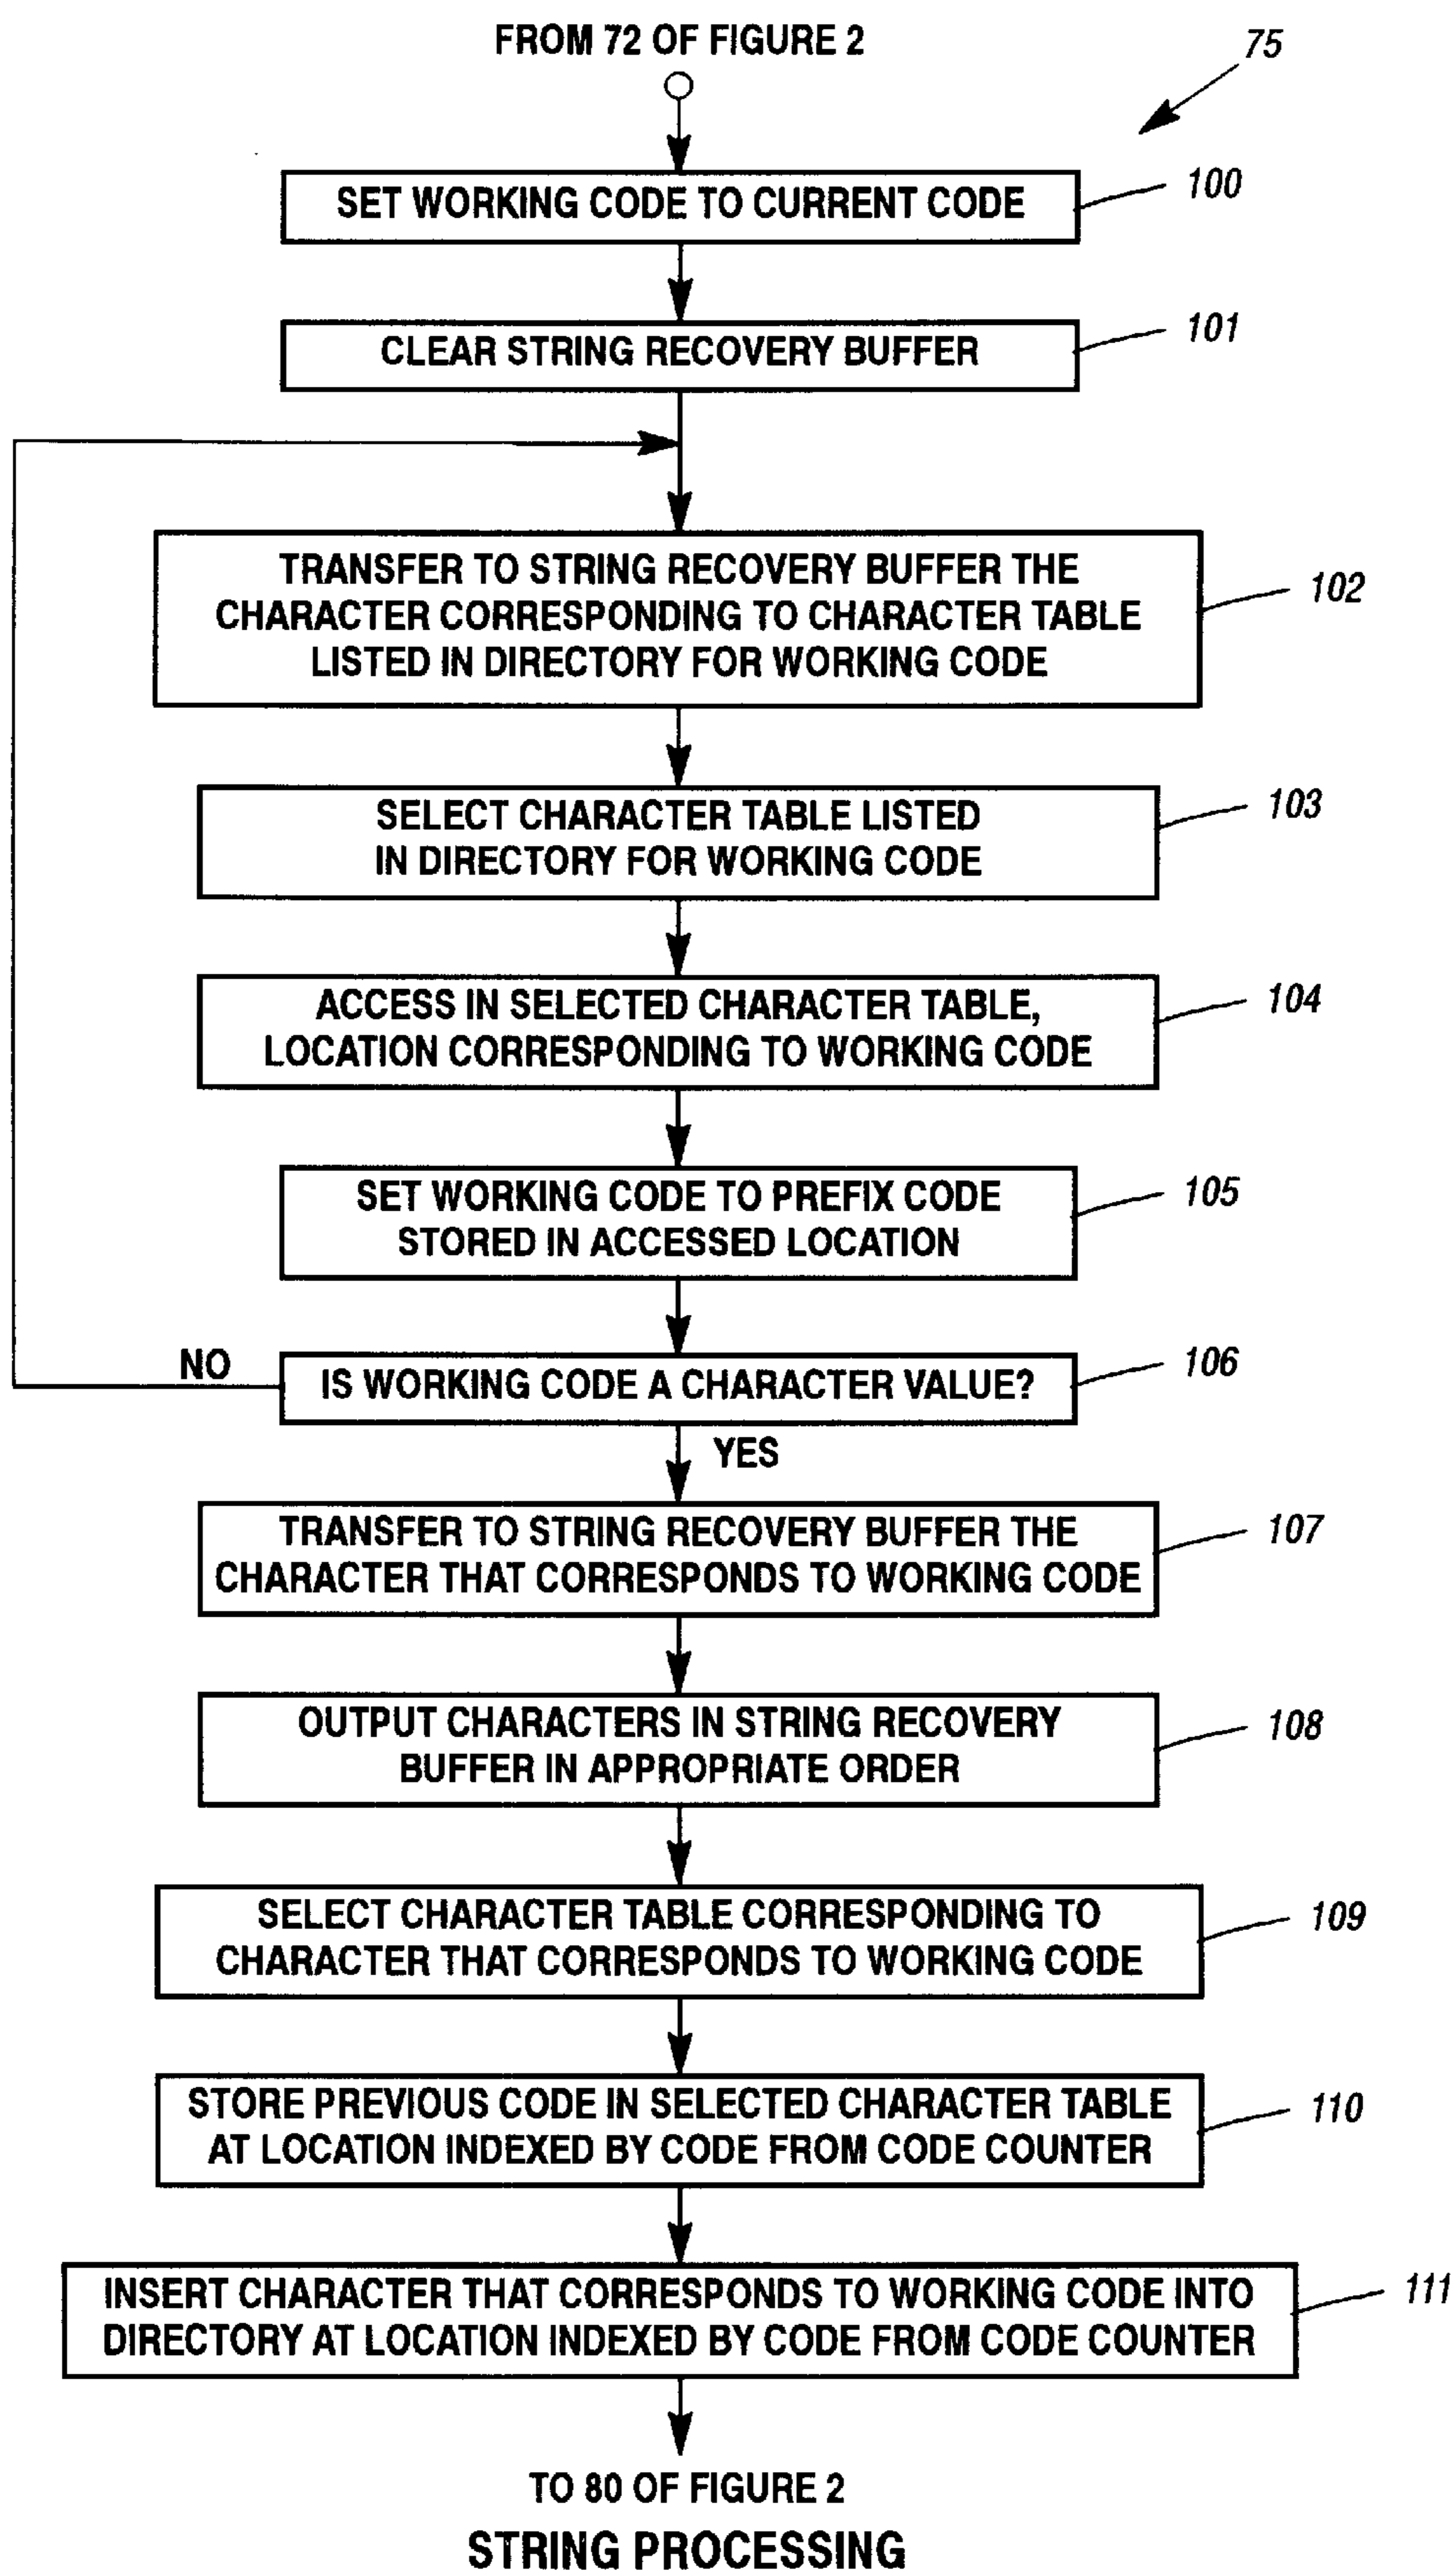 FROM 72 OF FIGURE 2
75
SET WORKING CODE TO CURRENT CODE
100
CLEAR STRING RECOVERY BUFFER
101
TRANSFER TO STRING RECOVERY BUFFER THE
CHARACTER CORRESPONDING TO CHARACTER TABLE
LISTED IN DIRECTORY FOR WORKING CODE
102
SELECT CHARACTER TABLE LISTED
IN DIRECTORY FOR WORKING CODE
103
ACCESS IN SELECTED CHARACTER TABLE,
LOCATION CORRESPONDING TO WORKING CODE
104
SET WORKING CODE TO PREFIX CODE
STORED IN ACCESSED LOCATION
105
NO
IS WORKING CODE A CHARACTER VALUE?
106
YES
TRANSFER TO STRING RECOVERY BUFFER THE
CHARACTER THAT CORRESPONDS TO WORKING CODE
107
OUTPUT CHARACTERS IN STRING RECOVERY
BUFFER IN APPROPRIATE ORDER
108
SELECT CHARACTER TABLE CORRESPONDING TO
CHARACTER THAT CORRESPONDS TO WORKING CODE
109
STORE PREVIOUS CODE IN SELECTED CHARACTER TABLE
AT LOCATION INDEXED BY CODE FROM CODE COUNTER
110
INSERT CHARACTER THAT CORRESPONDS TO WORKING CODE INTO
DIRECTORY AT LOCATION INDEXED BY CODE FROM CODE COUNTER
111
TO 80 OF FIGURE 2
STRING PROCESSING